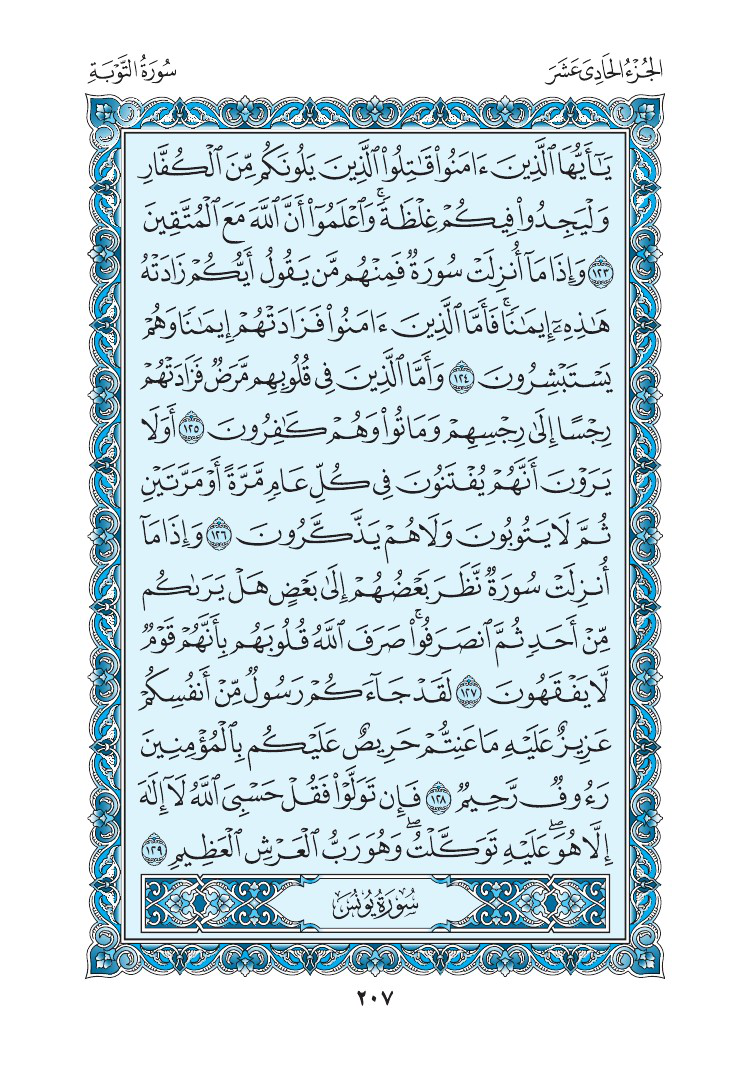 الجُزْءُ الحَادِى عَشَرَ
سُورَةُ التَّوْبَةِ
يَٰٓأَيُّهَا ٱلَّذِينَ ءَامَنُوا۟ قَٰتِلُوا۟ ٱلَّذِينَ يَلُونَكُم مِّنَ ٱلْكُفَّارِ
وَلْيَجِدُوا۟ فِيكُمْ غِلْظَةً ۚ وَٱعْلَمُوٓا۟ أَنَّ ٱللَّهَ مَعَ ٱلْمُتَّقِينَ
١٢٣ وَإِذَا مَآ أُنزِلَتْ سُورَةٌ فَمِنْهُم مَّن يَقُولُ أَيُّكُمْ زَادَتْهُ
هَٰذِهِۦٓ إِيمَٰنًا ۚ فَأَمَّا ٱلَّذِينَ ءَامَنُوا۟ فَزَادَتْهُمْ إِيمَٰنًا وَهُمْ
يَسْتَبْشِرُونَ ١٢٤ وَأَمَّا ٱلَّذِينَ فِى قُلُوبِهِم مَّرَضٌ فَزَادَتْهُمْ
رِجْسًا إِلَىٰ رِجْسِهِمْ وَمَاتُوا۟ وَهُمْ كَٰفِرُونَ ١٢٥ أَوَلَا
يَرَوْنَ أَنَّهُمْ يُفْتَنُونَ فِى كُلِّ عَامٍ مَّرَّةً أَوْ مَرَّتَيْنِ
ثُمَّ لَا يَتُوبُونَ وَلَا هُمْ يَذَّكَّرُونَ ١٢٦ وَإِذَا مَآ
أُنزِلَتْ سُورَةٌ نَّظَرَ بَعْضُهُمْ إِلَىٰ بَعْضٍ هَلْ يَرَىٰكُم
مِّنْ أَحَدٍ ثُمَّ ٱنصَرَفُوا۟ ۚ صَرَفَ ٱللَّهُ قُلُوبَهُم بِأَنَّهُمْ قَوْمٌ
لَّا يَفْقَهُونَ ١٢٧ لَقَدْ جَآءَكُمْ رَسُولٌ مِّنْ أَنفُسِكُمْ
عَزِيزٌ عَلَيْهِ مَا عَنِتُّمْ حَرِيصٌ عَلَيْكُم بِٱلْمُؤْمِنِينَ
رَءُوفٌ رَّحِيمٌ ١٢٨ فَإِن تَوَلَّوْا۟ فَقُلْ حَسْبِىَ ٱللَّهُ لَآ إِلَٰهَ
إِلَّا هُوَ ۖ عَلَيْهِ تَوَكَّلْتُ ۖ وَهُوَ رَبُّ ٱلْعَرْشِ ٱلْعَظِيمِ ١٢٩
سُورَةُ يُونُسَ
٢٠٧